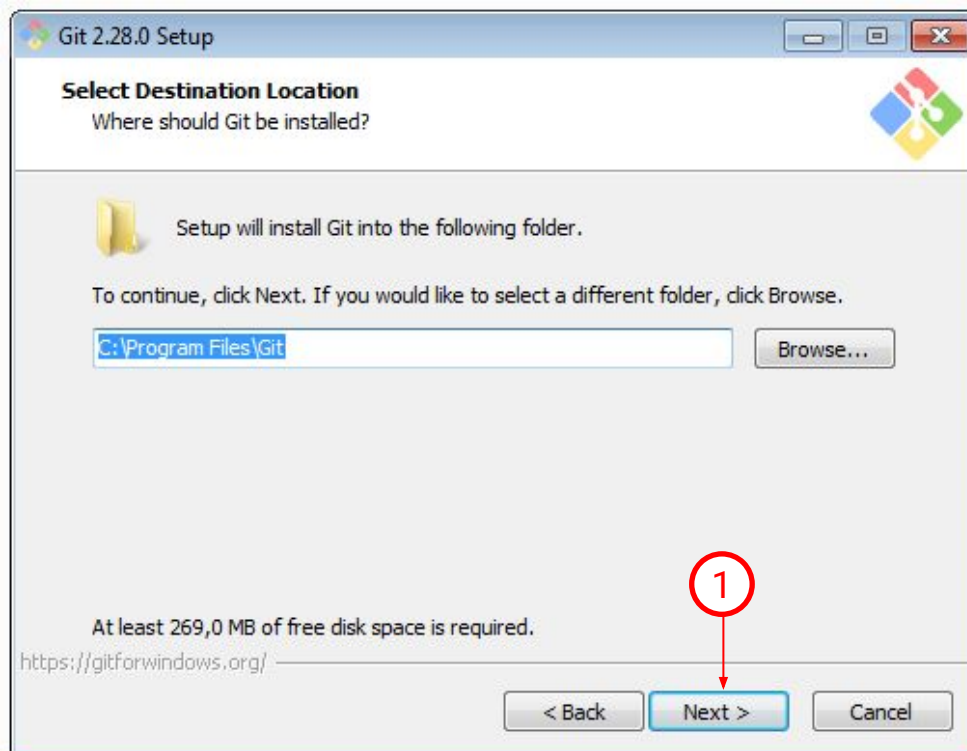 Git 2.28.0 Setup
Select Destination Location
Where should Git be installed?
Setup will install Git into the following folder.
To continue, click Next. If you would like to select a different folder, click Browse.
C:\Program Files\Git
Browse...
1
At least 269,0 MB of free disk space is required.
https://gitforwindows.org/
< Back
Next >
Cancel